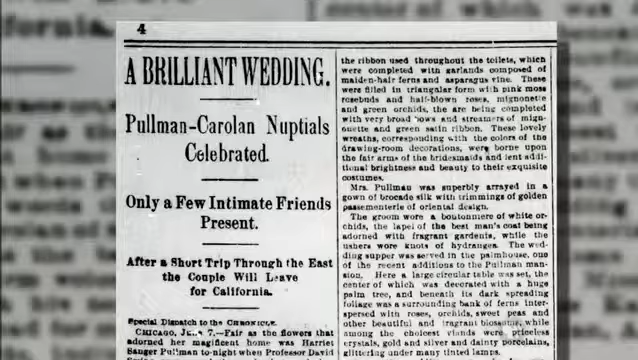 4
A BRILLIANT WEDDING.
Pullman-Carolan Nuptials
Celebrated.
Only a Few Intimate Friends
Present.
After a Short Trip Through the East
the Couple Will Leave
for California.
Special Dispatch to the CHRONICLE.
CHICAGO, 7.—Fair as the flowers that
adorned her magnificent home was Harriet
Sanger Pullman to-night when Professor David
the ribbon used throughout the toilets, which
were completed with garlands composed of
maiden-hair ferns and asparagus vine. These
were filled in triangular form with pink moss
rosebuds and half-blown roses, mignonette
and green orchids, the are being completed
with very broad bows and streamers of mign-
onette and green satin ribbon. These lovely
wreaths, corresponding with the colors of the
drawing-room decorations, were borne upon
the fair arms of the bridesmaids and lent addi-
tional brightness and beauty to their exquisite
costumes.
Mrs. Pullman was superbly arrayed in a
gown of brocade silk with trimmings of golden
passementerie of oriental design.
The groom wore a boutonniere of white or-
chids, the lapel of the best man's coat being
adorned with fragrant gardens, while the
ushers wore knots of hydranges. The wed-
ding supper was served in the palmhouse, one
of the recent additions to the Pullman man-
sion. Here a large circular table was set, the
center of which was decorated with a huge
palm tree, and beneath its dark spreading
foliage was a surrounding bank of ferns inter-
persed with roses, orchids, sweet peas and
other beautiful and fragrant blossoms, while
among the choicest viands were priceless
crystals, gold and silver and dainty porcelains,
glittering under many tinted lamps.